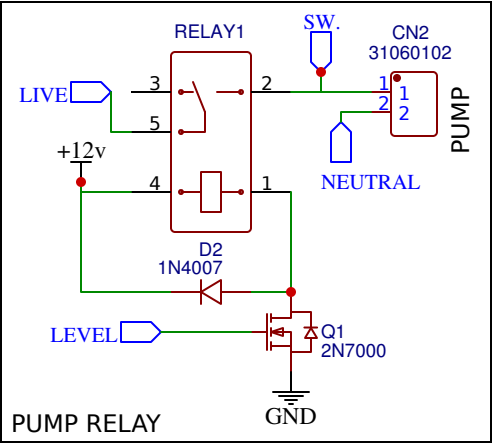 SW.
RELAY1
CN2
31060102
LIVE
3
2
1
1
2
2
5
PUMP
+12v
NEUTRAL
4
1
D2
1N4007
LEVEL
Q1
2N7000
GND
PUMP RELAY